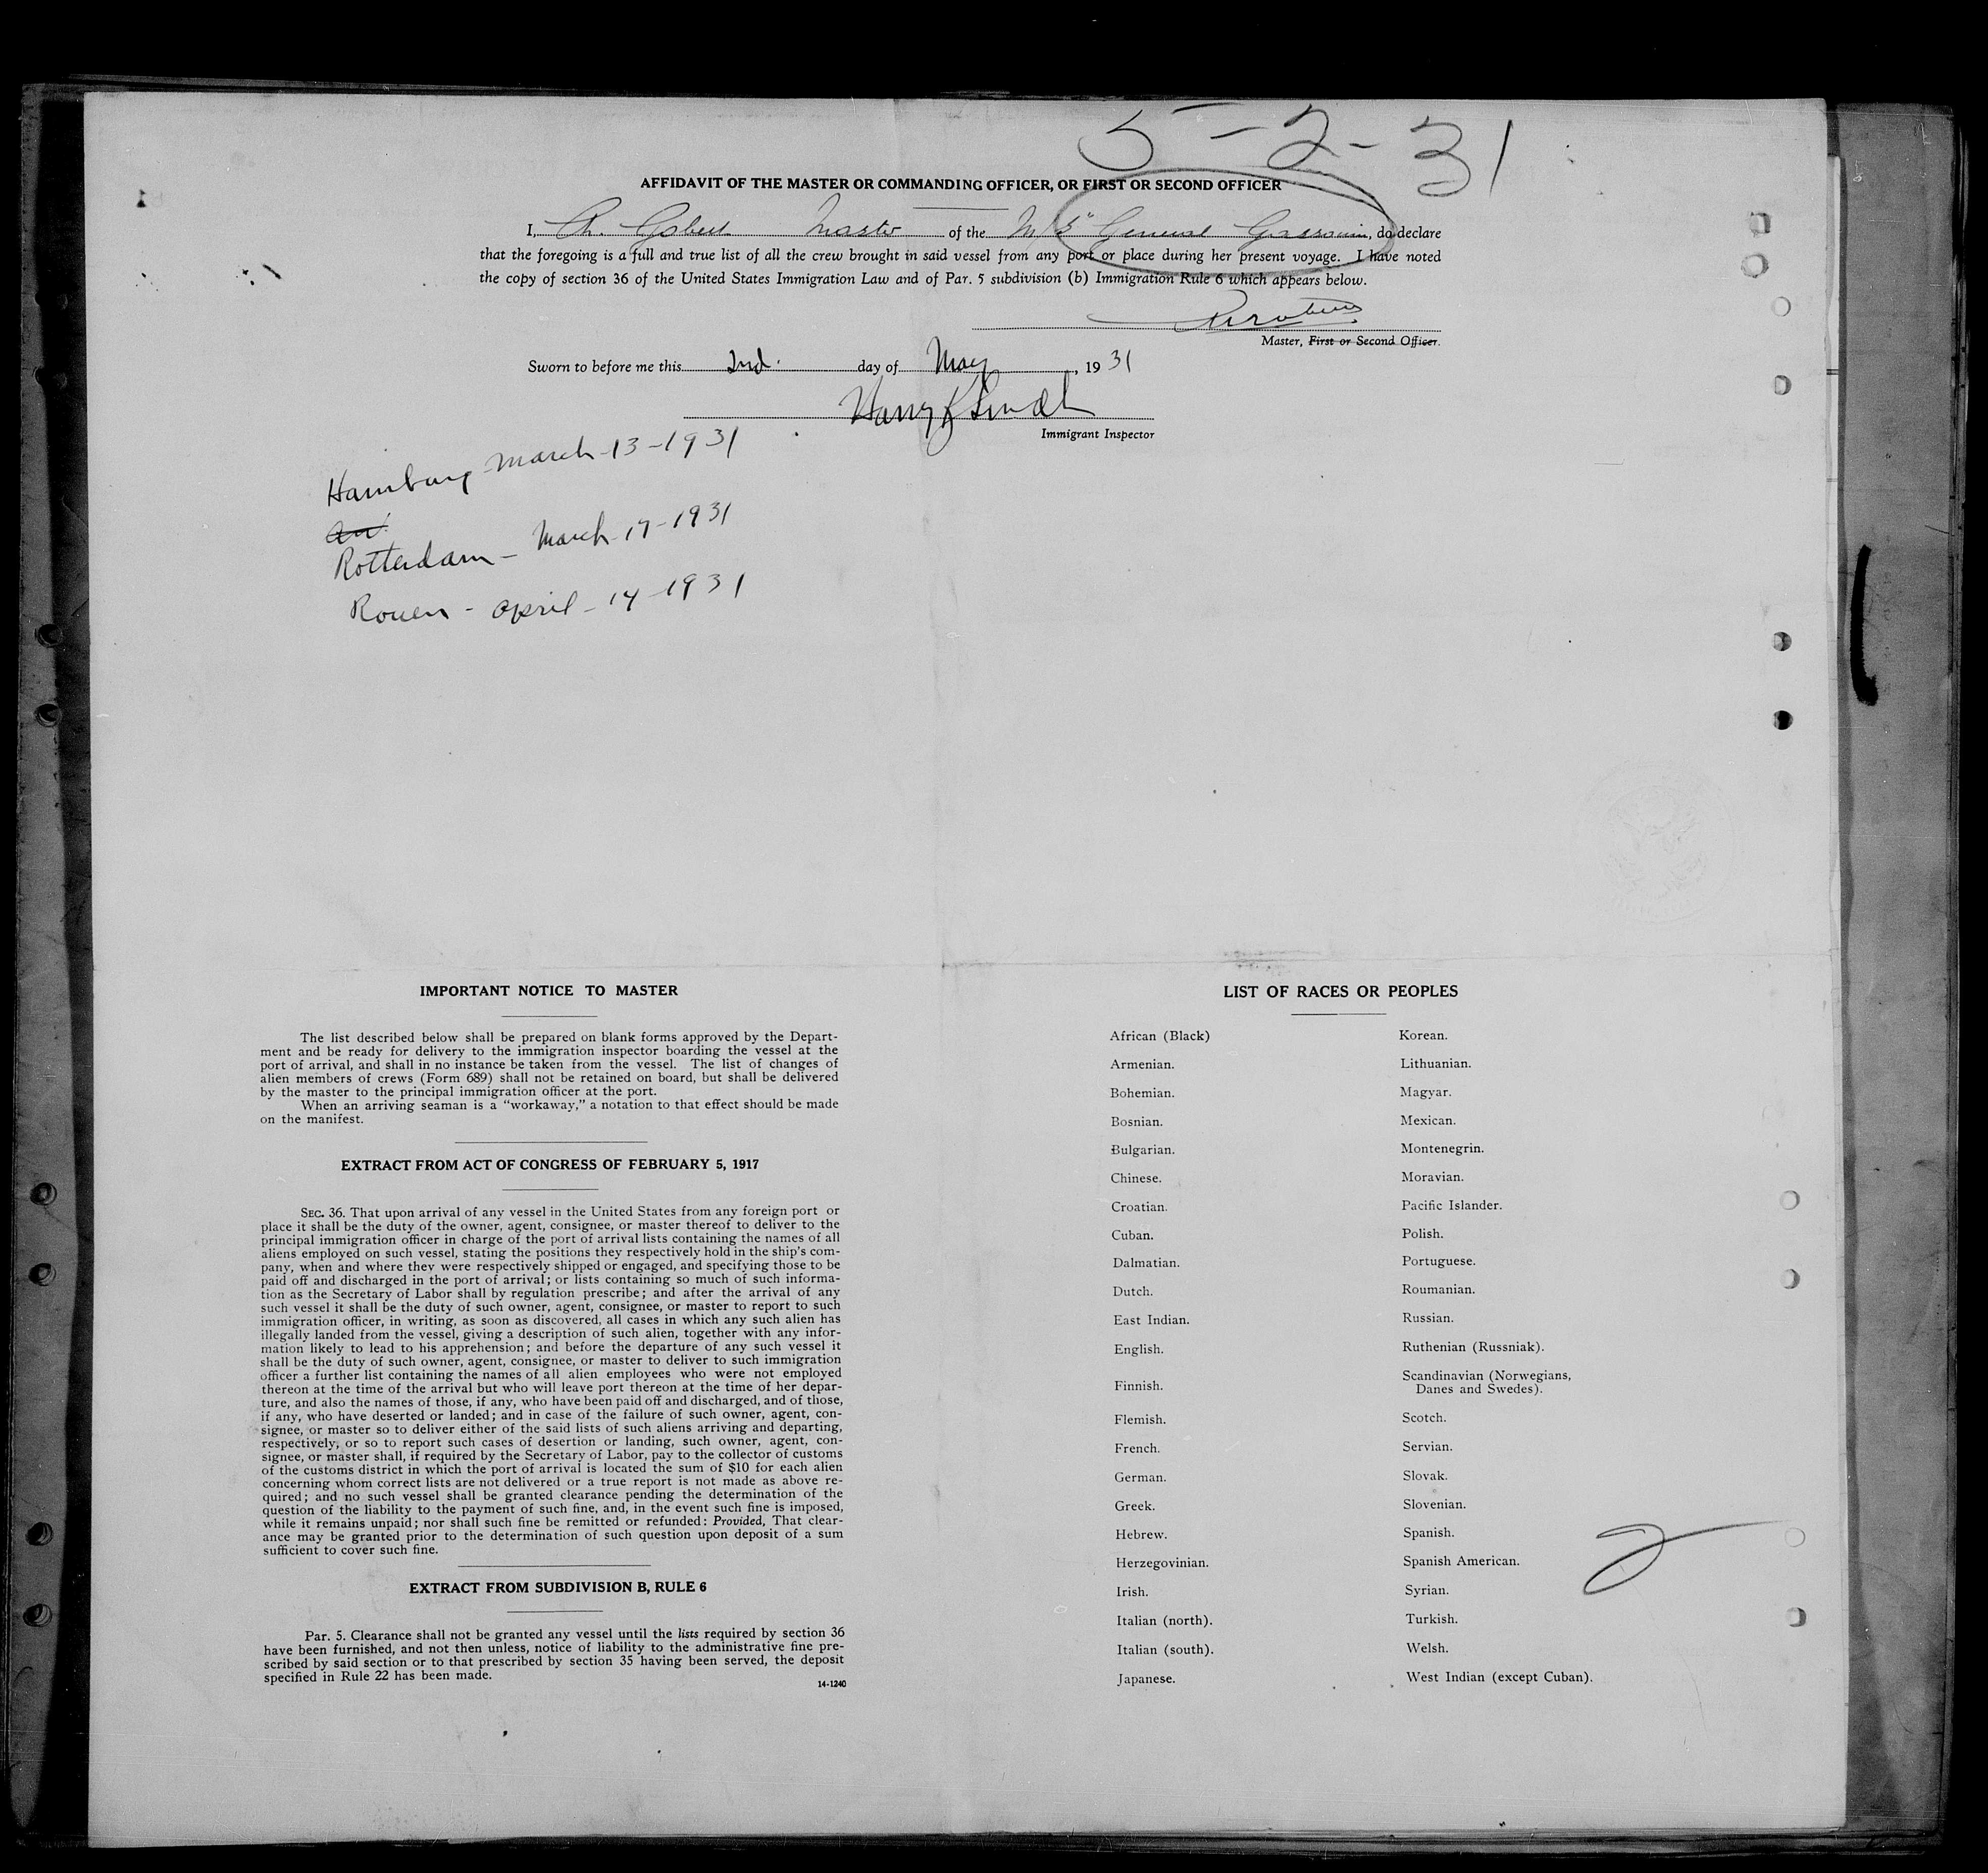 5-2-31
AFFIDAVIT OF THE MASTER OR COMMANDING OFFICER, OR FIRST OR SECOND OFFICER
I, Ch. Master of the M/S "General Gassouin, do declare
that the foregoing is a full and true list of all the crew brought in said vessel from any port or place during her present voyage. I have noted
the copy of section 36 of the United States Immigration Law and of Par. 5 subdivision (b) Immigration Rule 6 which appears below.
Master, First or Second Officer.
Sworn to before me this 2nd. day of May, 1931
Harry K
Immigrant Inspector
Hamburg March-13-1931
Rotterdam - March-17-1931
Rouen - April-14-1931
IMPORTANT NOTICE TO MASTER
The list described below shall be prepared on blank forms approved by the Depart-
ment and be ready for delivery to the immigration inspector boarding the vessel at the
port of arrival, and shall in no instance be taken from the vessel. The list of changes of
alien members of crews (Form 689) shall not be retained on board, but shall be delivered
by the master to the principal immigration officer at the port.
When an arriving seaman is a "workaway," a notation to that effect should be made
on the manifest.
EXTRACT FROM ACT OF CONGRESS OF FEBRUARY 5, 1917
SEC. 36. That upon arrival of any vessel in the United States from any foreign port or
place it shall be the duty of the owner, agent, consignee, or master thereof to deliver to the
principal immigration officer in charge of the port of arrival lists containing the names of all
aliens employed on such vessel, stating the positions they respectively hold in the ship's com-
pany, when and where they were respectively shipped or engaged, and specifying those to be
paid off and discharged in the port of arrival; or lists containing so much of such informa-
tion as the Secretary of Labor shall by regulation prescribe; and after the arrival of any
such vessel it shall be the duty of such owner, agent, consignee, or master to report to such
immigration officer, in writing, as soon as discovered, all cases in which any such alien has
illegally landed from the vessel, giving a description of such alien, together with any infor-
mation likely to lead to his apprehension; and before the departure of any such vessel it
shall be the duty of such owner, agent, consignee, or master to deliver to such immigration
officer a further list containing the names of all alien employees who were not employed
thereon at the time of the arrival but who will leave port thereon at the time of her depar-
ture, and also the names of those, if any, who have been paid off and discharged, and of those,
if any, who have deserted or landed; and in case of the failure of such owner, agent, con-
signee, or master so to deliver either of the said lists of such aliens arriving and departing,
respectively, or so to report such cases of desertion or landing, such owner, agent, con-
signee, or master shall, if required by the Secretary of Labor, pay to the collector of customs
of the customs district in which the port of arrival is located the sum of $10 for each alien
concerning whom correct lists are not delivered or a true report is not made as above re-
quired; and no such vessel shall be granted clearance pending the determination of the
question of the liability to the payment of such fine, and, in the event such fine is imposed,
while it remains unpaid; nor shall such fine be remitted or refunded: Provided, That clear-
ance may be granted prior to the determination of such question upon deposit of a sum
sufficient to cover such fine.
EXTRACT FROM SUBDIVISION B, RULE 6
Par. 5. Clearance shall not be granted any vessel until the lists required by section 36
have been furnished, and not then unless, notice of liability to the administrative fine pre-
scribed by said section or to that prescribed by section 35 having been served, the deposit
specified in Rule 22 has been made.
14-1240
LIST OF RACES OR PEOPLES
African (Black)
Armenian.
Bohemian.
Bosnian.
Bulgarian.
Chinese.
Croatian.
Cuban.
Dalmatian.
Dutch.
East Indian.
English.
Finnish.
Flemish.
French.
German.
Greek.
Hebrew.
Herzegovinian.
Irish.
Italian (north).
Italian (south).
Japanese.
Korean.
Lithuanian.
Magyar.
Mexican.
Montenegrin.
Moravian.
Pacific Islander.
Polish.
Portuguese.
Roumanian.
Russian.
Ruthenian (Russniak).
Scandinavian (Norwegians,
Danes and Swedes).
Scotch.
Servian.
Slovak.
Slovenian.
Spanish.
Spanish American.
Syrian.
Turkish.
Welsh.
West Indian (except Cuban).
2